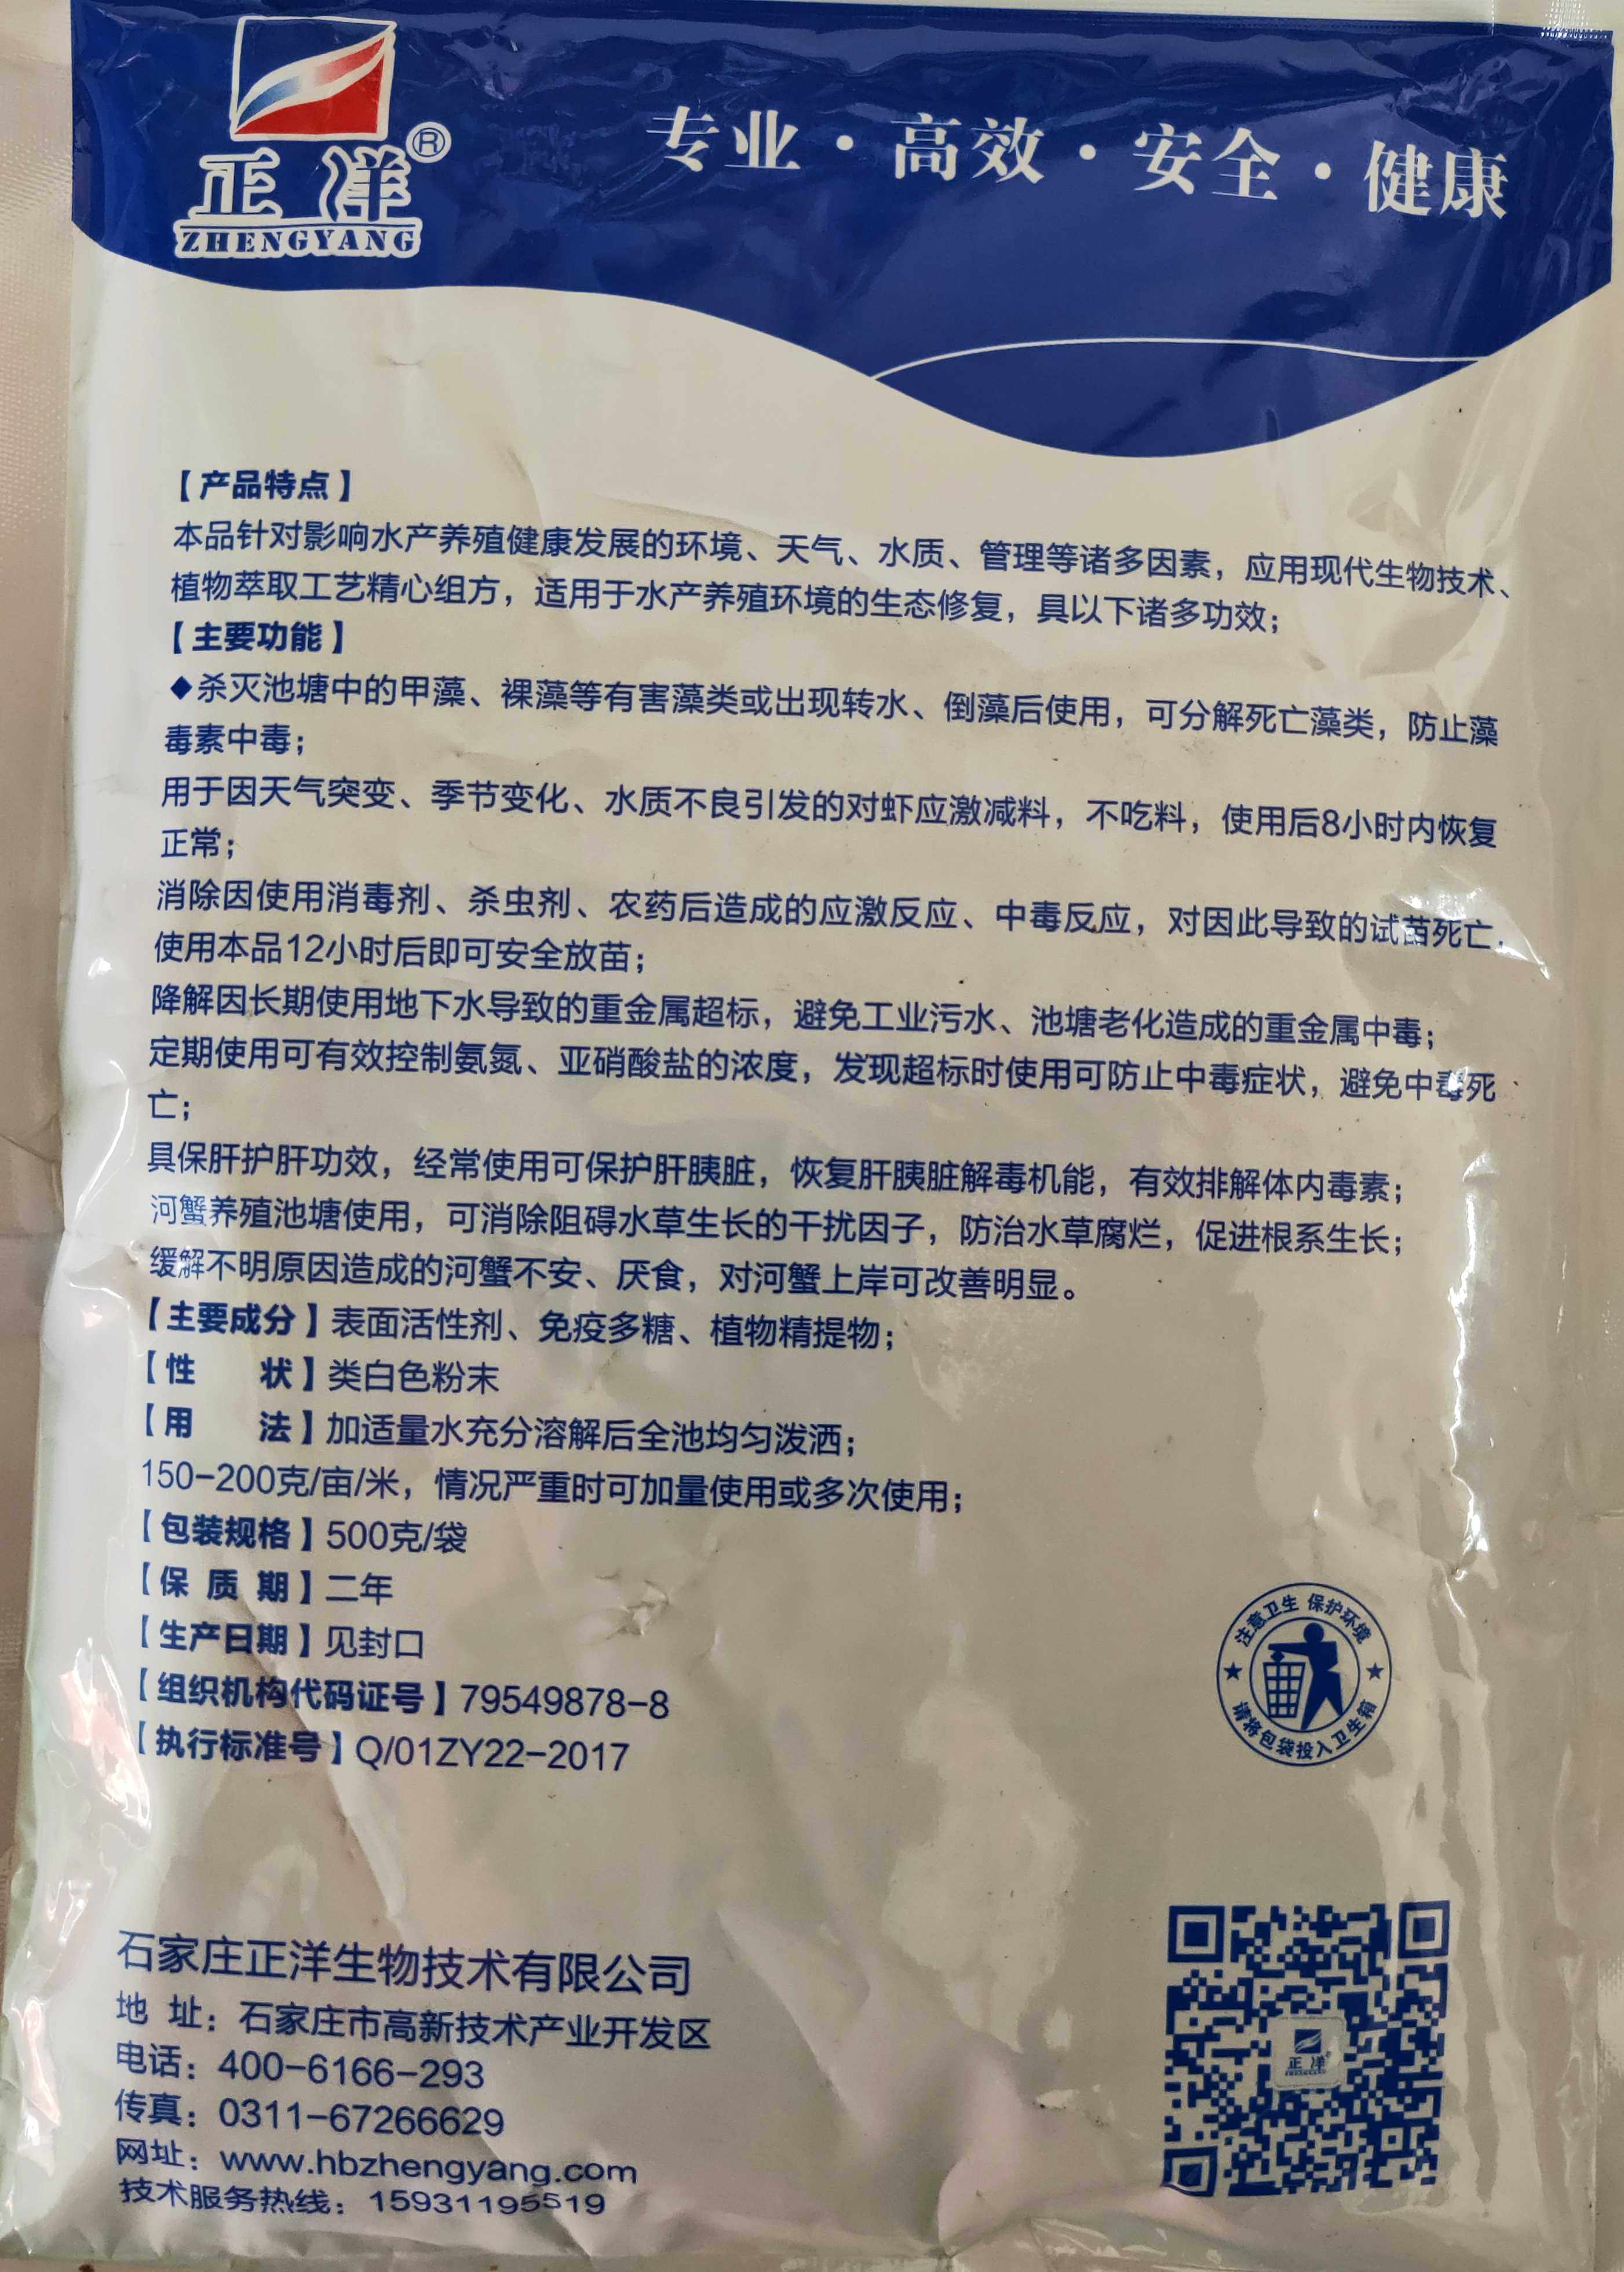 正洋®
ZHENGYANG
专业·高效·安全·健康
【产品特点】
本品针对影响水产养殖健康发展的环境、天气、水质、管理等诸多因素，应用现代生物技术、
植物萃取工艺精心组方，适用于水产养殖环境的生态修复，具以下诸多功效；
【主要功能】
◆杀灭池塘中的甲藻、裸藻等有害藻类或出现转水、倒藻后使用，可分解死亡藻类，防止藻
毒素中毒；
用于因天气突变、季节变化、水质不良引发的对虾应激减料，不吃料，使用后8小时内恢复
正常；
消除因使用消毒剂、杀虫剂、农药后造成的应激反应、中毒反应，对因此导致的试苗死亡，
使用本品12小时后即可安全放苗；
降解因长期使用地下水导致的重金属超标，避免工业污水、池塘老化造成的重金属中毒；
定期使用可有效控制氨氮、亚硝酸盐的浓度，发现超标时使用可防止中毒症状，避免中毒死
亡；
具保肝护肝功效，经常使用可保护肝胰脏，恢复肝胰脏解毒机能，有效排解体内毒素；
河蟹养殖池塘使用，可消除阻碍水草生长的干扰因子，防治水草腐烂，促进根系生长；
缓解不明原因造成的河蟹不安、厌食，对河蟹上岸可改善明显。
【主要成分】表面活性剂、免疫多糖、植物精提物；
【性 状】类白色粉末
【用 法】加适量水充分溶解后全池均匀泼洒；
150-200克/亩/米，情况严重时可加量使用或多次使用；
【包装规格】500克/袋
【保 质 期】二年
【生产日期】见封口
【组织机构代码证号】79549878-8
【执行标准号】Q/01ZY22-2017
注意卫生 保护环境
请将包袋投入卫生箱
石家庄正洋生物技术有限公司
地 址：石家庄市高新技术产业开发区
电话：400-6166-293
传真：0311-67266629
网址：www.hbzhengyang.com
技术服务热线：15931195519
正洋
ZHENGYANG